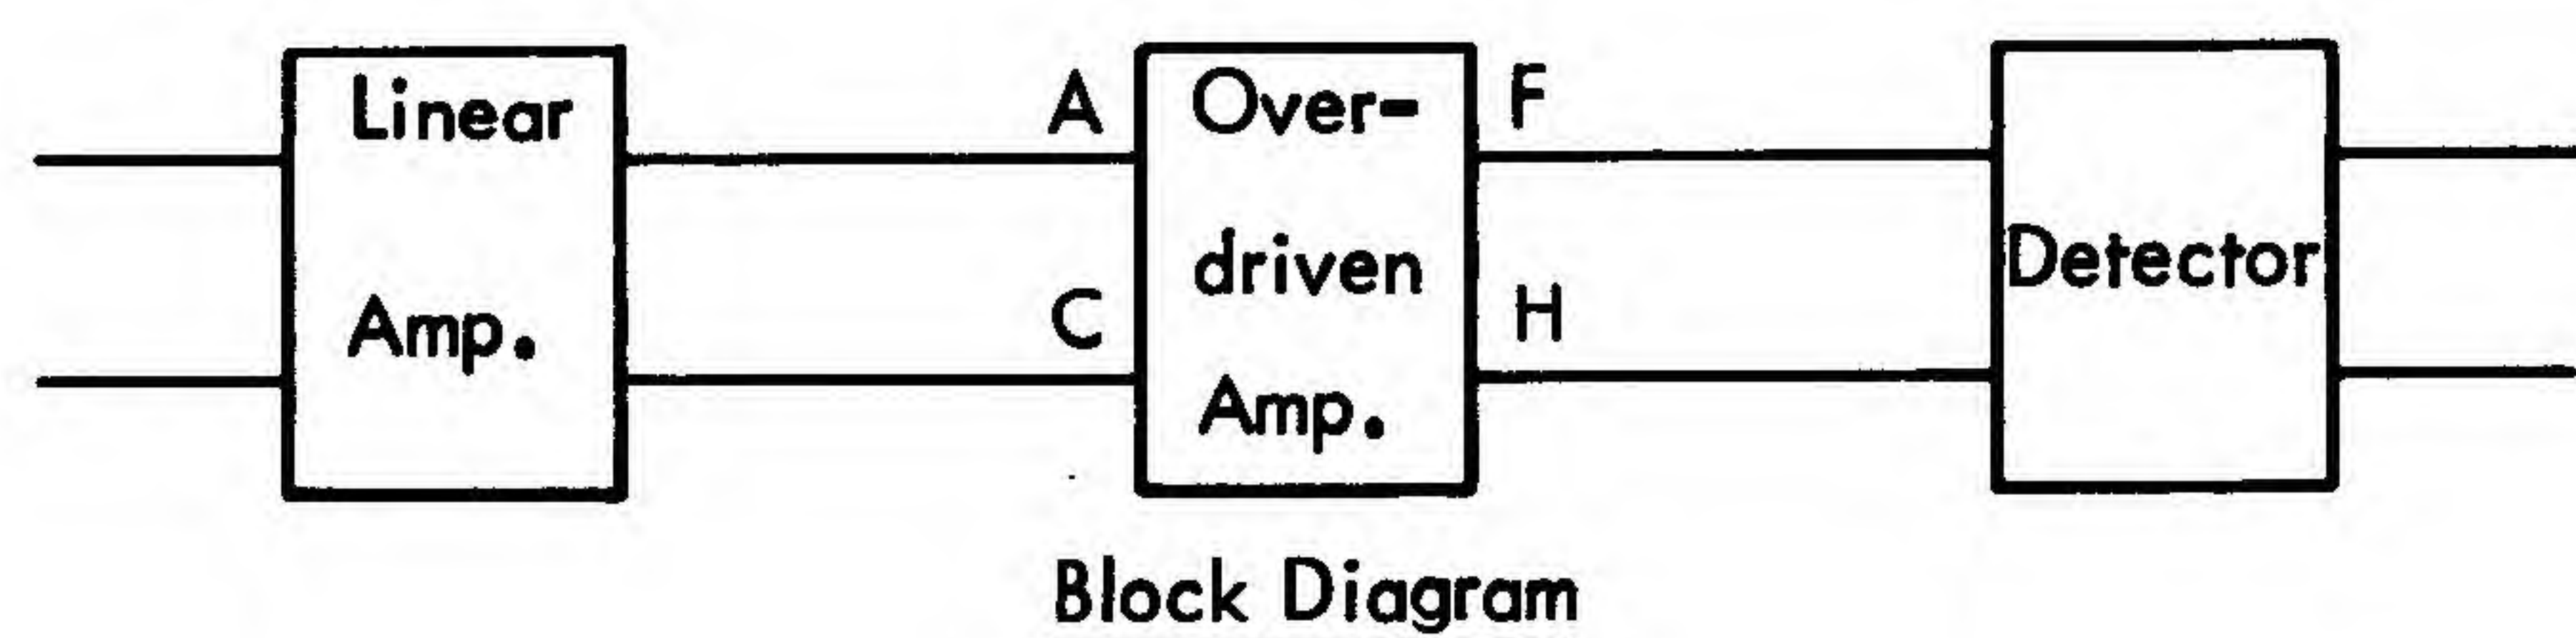 Linear
Amp.
A
C
Over-
driven
Amp.
F
H
Detector
Block Diagram